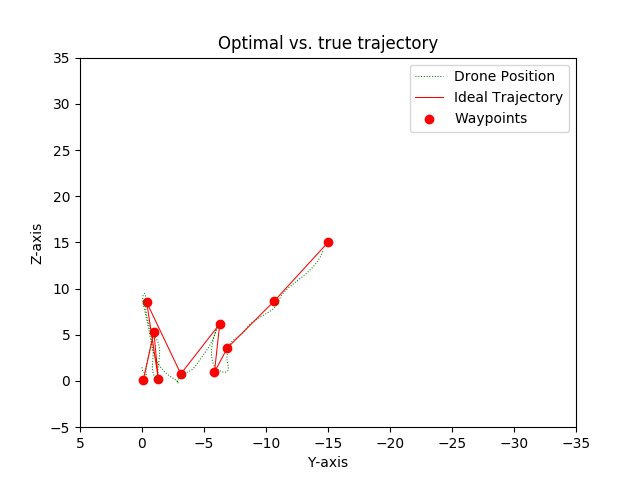 Optimal vs. true trajectory
Drone Position
Ideal Trajectory
Waypoints
Z-axis
35
30
25
20
15
10
5
0
−5
5 0 −5 −10 −15 −20 −25 −30 −35
Y-axis